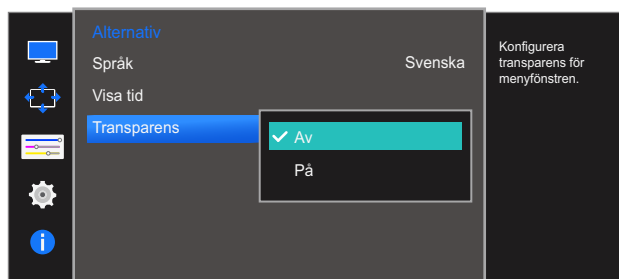 Alternativ
Språk Svenska
Visa tid
Transparens
Av
På
Konfigurera
transparens för
menyfönstren.